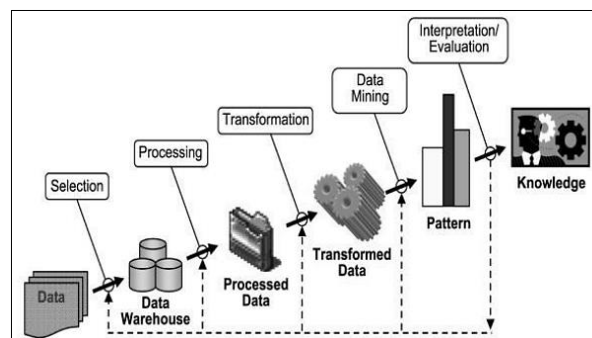 Interpretation/
Evaluation
Data
Mining
Transformation
Processing
Selection
Knowledge
Pattern
Transformed
Data
Processed
Data
Data
Warehouse
Data